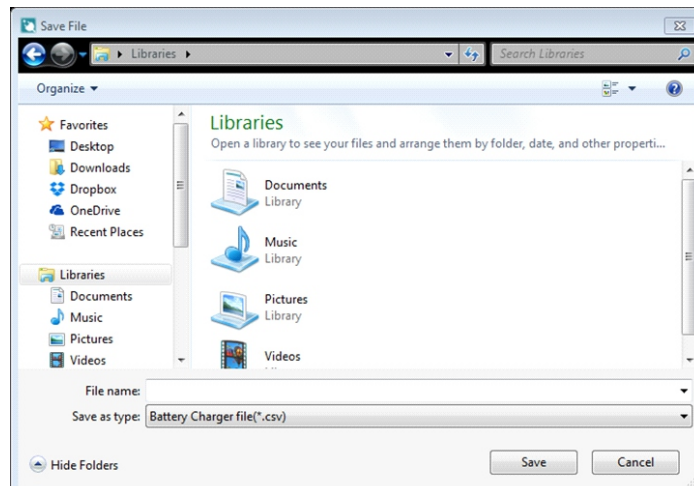 Save File
Libraries
Search Libraries
Organize
Favorites
Desktop
Downloads
Dropbox
OneDrive
Recent Places
Libraries
Documents
Music
Pictures
Videos
Libraries
Open a library to see your files and arrange them by folder, date, and other properti...
Documents
Library
Music
Library
Pictures
Library
Videos
File name:
Save as type: Battery Charger file(*.csv)
Hide Folders
Save
Cancel